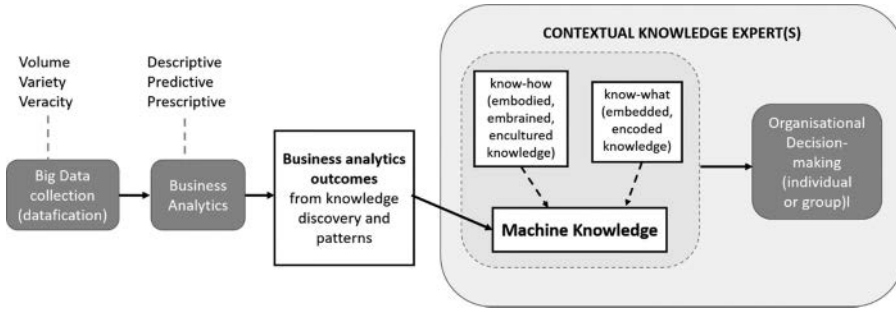 CONTEXTUAL KNOWLEDGE EXPERT(S)
Volume
Variety
Veracity
Descriptive
Predictive
Prescriptive
Big Data
collection
(datafication)
Business
Analytics
Business analytics
outcomes
from knowledge
discovery and
patterns
know-how
(embodied,
embrained,
encultured
knowledge)
know-what
(embedded,
encoded
knowledge)
Machine Knowledge
Organisational
Decision-
making
(individual
or group)l